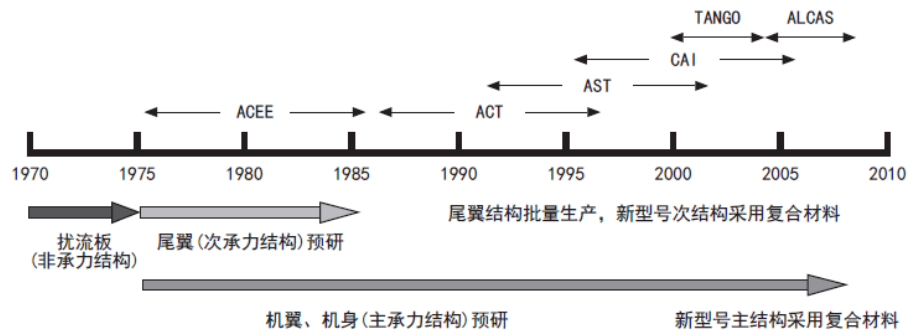 TANGO ALCAS
CAI
AST
ACEE ACT
1970 1975 1980 1985 1990 1995 2000 2005 2010
尾翼结构批量生产，新型号次结构采用复合材料
扰流板 尾翼(次承力结构)预研
(非承力结构)
机翼、机身(主承力结构)预研 新型号主结构采用复合材料